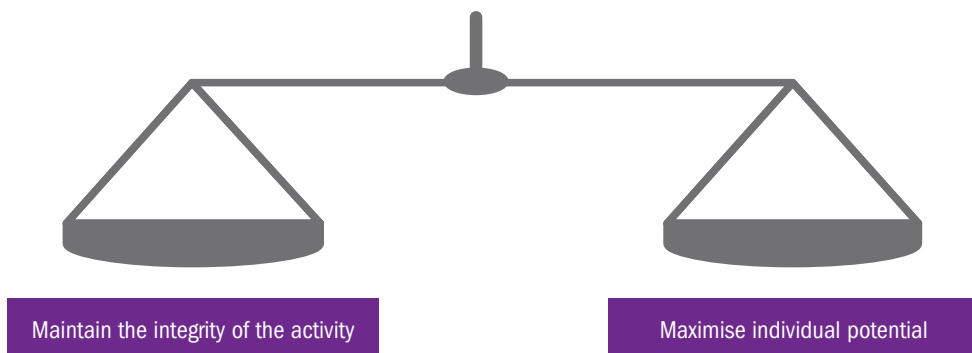 Maintain the integrity of the activity
Maximise individual potential